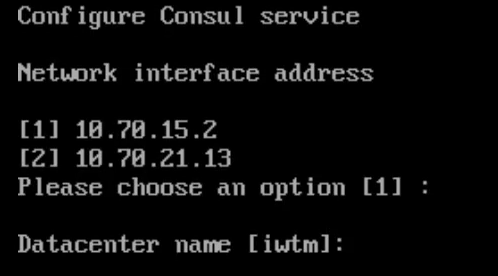 Configure Consul service
Network interface address
[1] 10.70.15.2
[2] 10.70.21.13
Please choose an option [1] :
Datacenter name [iwtm]: